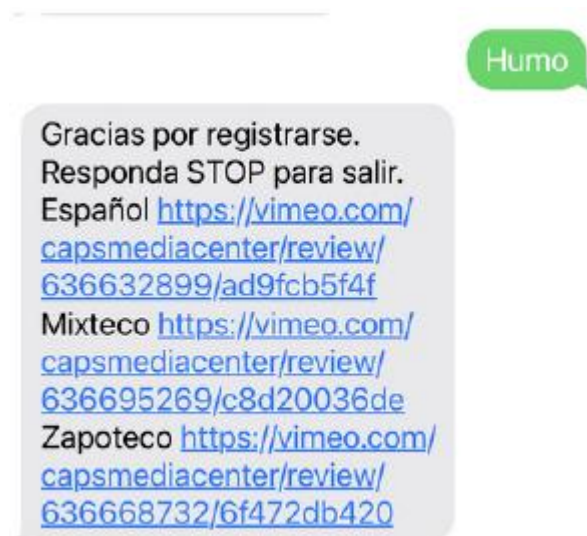 Humo
Gracias por registrarse.
Responda STOP para salir.
Español https://vimeo.com/
capsmediacenter/review/
636632899/ad9fcb5f4f
Mixteco https://vimeo.com/
capsmediacenter/review/
636695269/c8d20036de
Zapoteco https://vimeo.com/
capsmediacenter/review/
636668732/6f472db420